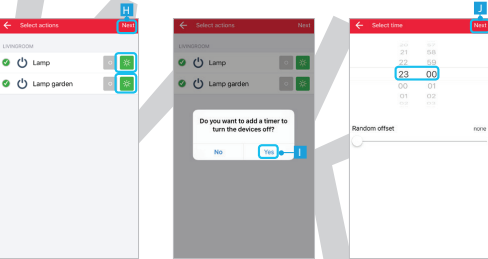 H
← Select actions Next
LIVINGROOM
Lamp
Lamp garden
← Select actions Next
LIVINGROOM
Lamp
Lamp garden
Do you want to add a timer to
turn the devices off?
No Yes
I
J
← Select time Next
21 58
22 59
23 00
00 01
01 02
Random offset none